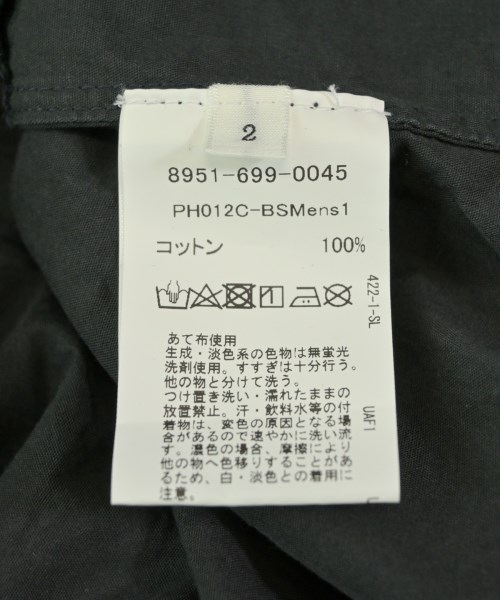 2
8951-699-0045
PH012C-BSMens1
コットン 100%
あて布使用
生成・淡色系の色物は無蛍光
洗剤使用。すすぎは十分行う。
他の物と分けて洗う。
つけ置き洗い・濡れたままの
放置禁止。汗・飲料水等の付
着物は、変色の原因となる場
合があるので速やかに洗い流
す。濃色の場合、摩擦により
他の物へ色移りすることがあ
るため、白・淡色との着用に
注意。
422-1-SL
UAF1